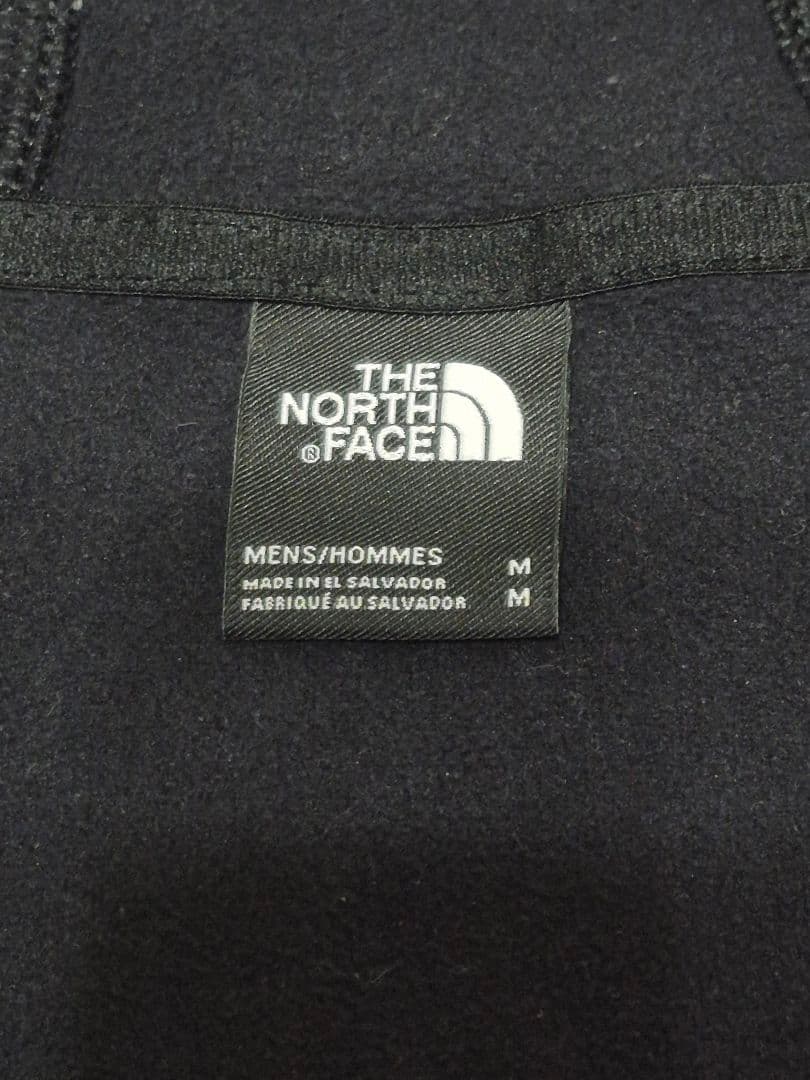 THE
NORTH
®FACE
MENS/HOMMES M
MADE IN EL SALVADOR
FABRIQUÉ AU SALVADOR M